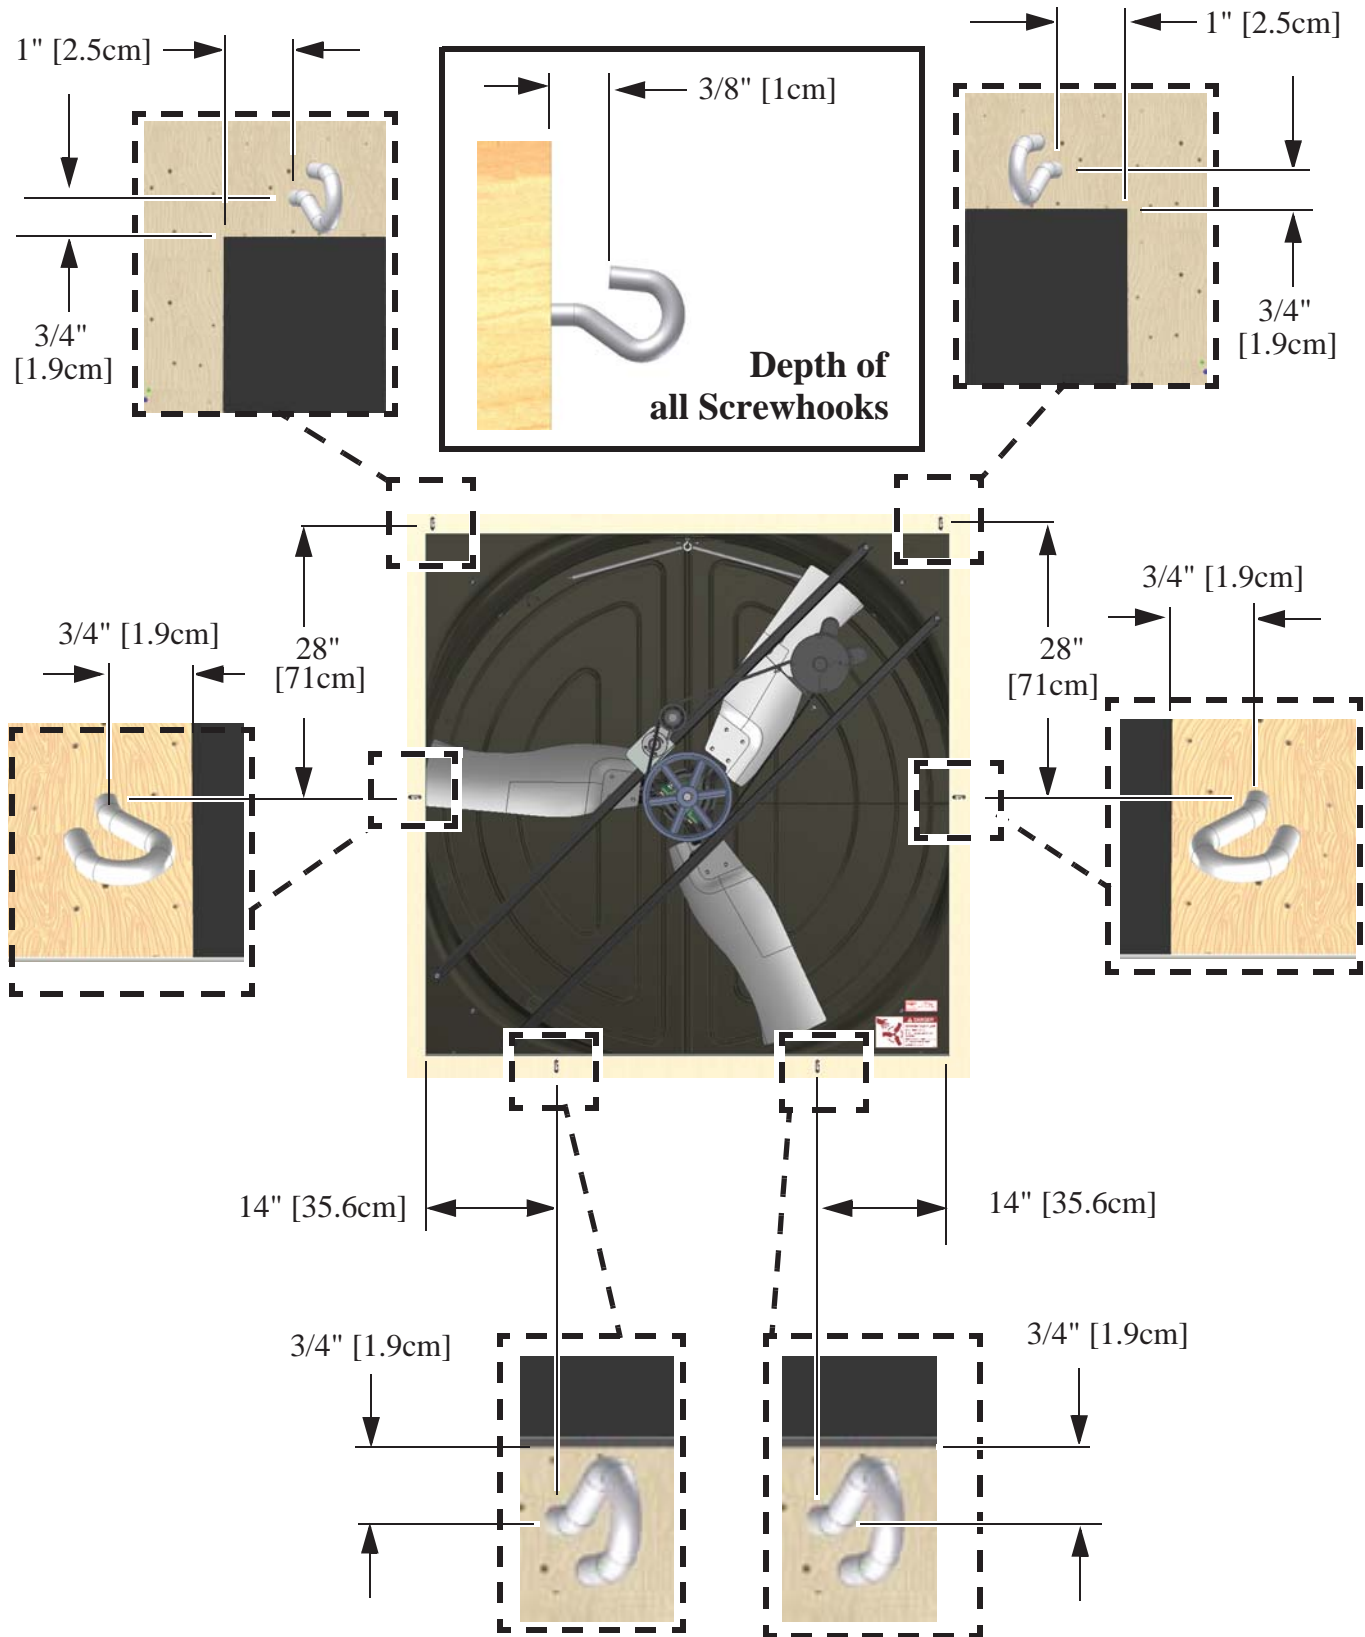 1" [2.5cm]
1" [2.5cm]
3/8" [1cm]
3/4"
[1.9cm]
3/4"
[1.9cm]
Depth of
all Screwhooks
3/4" [1.9cm]
28"
[71cm]
28"
[71cm]
3/4" [1.9cm]
DANGER
14" [35.6cm]
14" [35.6cm]
3/4" [1.9cm]
3/4" [1.9cm]